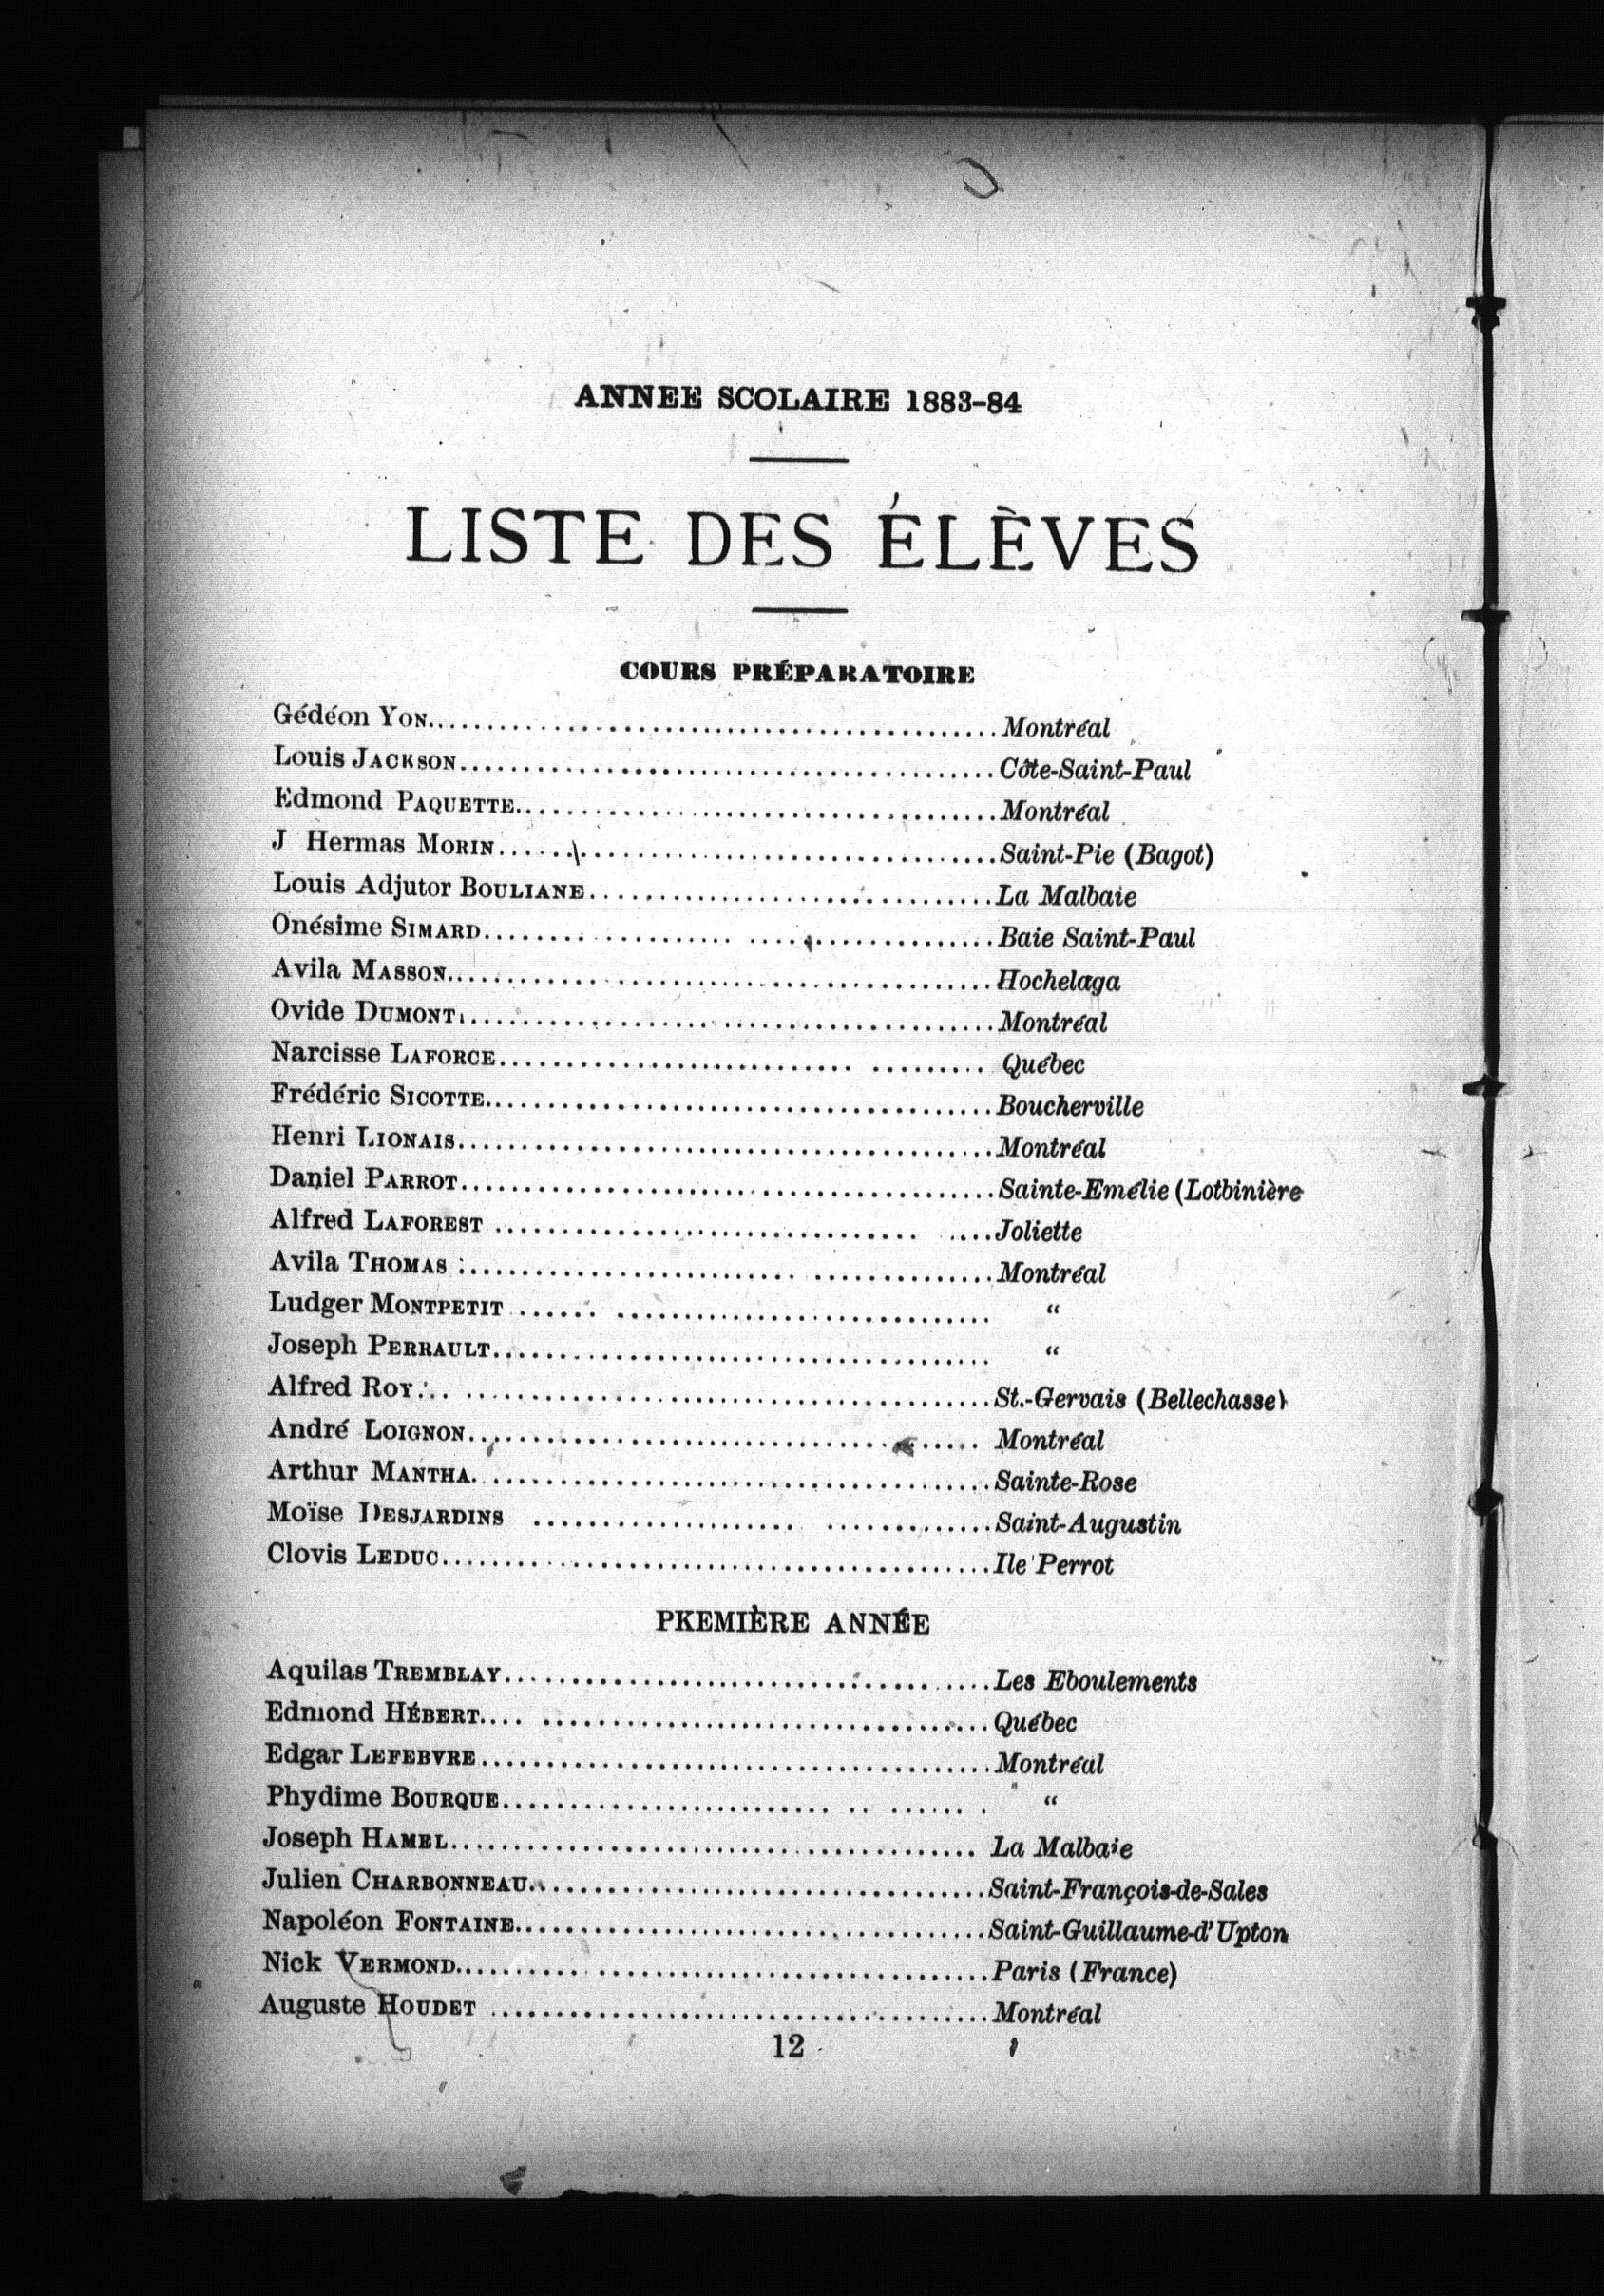 ANNEE SCOLAIRE 1883-84
LISTE DES ÉLÈVES
COURS PRÉPARATOIRE
Gédéon YON........Montréal
Louis JACKSON........Côte-Saint-Paul
Edmond PAQUETTE........Montréal
J Hermas MORIN........Saint-Pie (Bagot)
Louis Adjutor BOULIANE........La Malbaie
Onésime SIMARD........Baie Saint-Paul
Avila MASSON........Hochelaga
Ovide DUMONT........Montréal
Narcisse LAFORCE........Québec
Frédéric SICOTTE........Boucherville
Henri LIONAIS........Montréal
Daniel PARROT........Sainte-Emélie (Lotbinière
Alfred LAFOREST ........Joliette
Avila THOMAS ........Montréal
Ludger MONTPETIT ........ “
Joseph PERRAULT........ “
Alfred ROY........St.-Gervais (Bellechasse)
André LOIGNON........Montréal
Arthur MANTHA........Sainte-Rose
Moïse DESJARDINS ........Saint-Augustin
Clovis LEDUC........Ile Perrot
PREMIÈRE ANNÉE
Aquilas TREMBLAY........Les Eboulements
Edmond HÉBERT........Québec
Edgar LEFEBVRE........Montréal
Phydime BOURQUE........ “
Joseph HAMEL........La Malbaie
Julien CHARBONNEAU........Saint-François-de-Sales
Napoléon FONTAINE........Saint-Guillaume-d'Upton
Nick VERMOND........Paris (France)
Auguste HOUDET ........Montréal
12